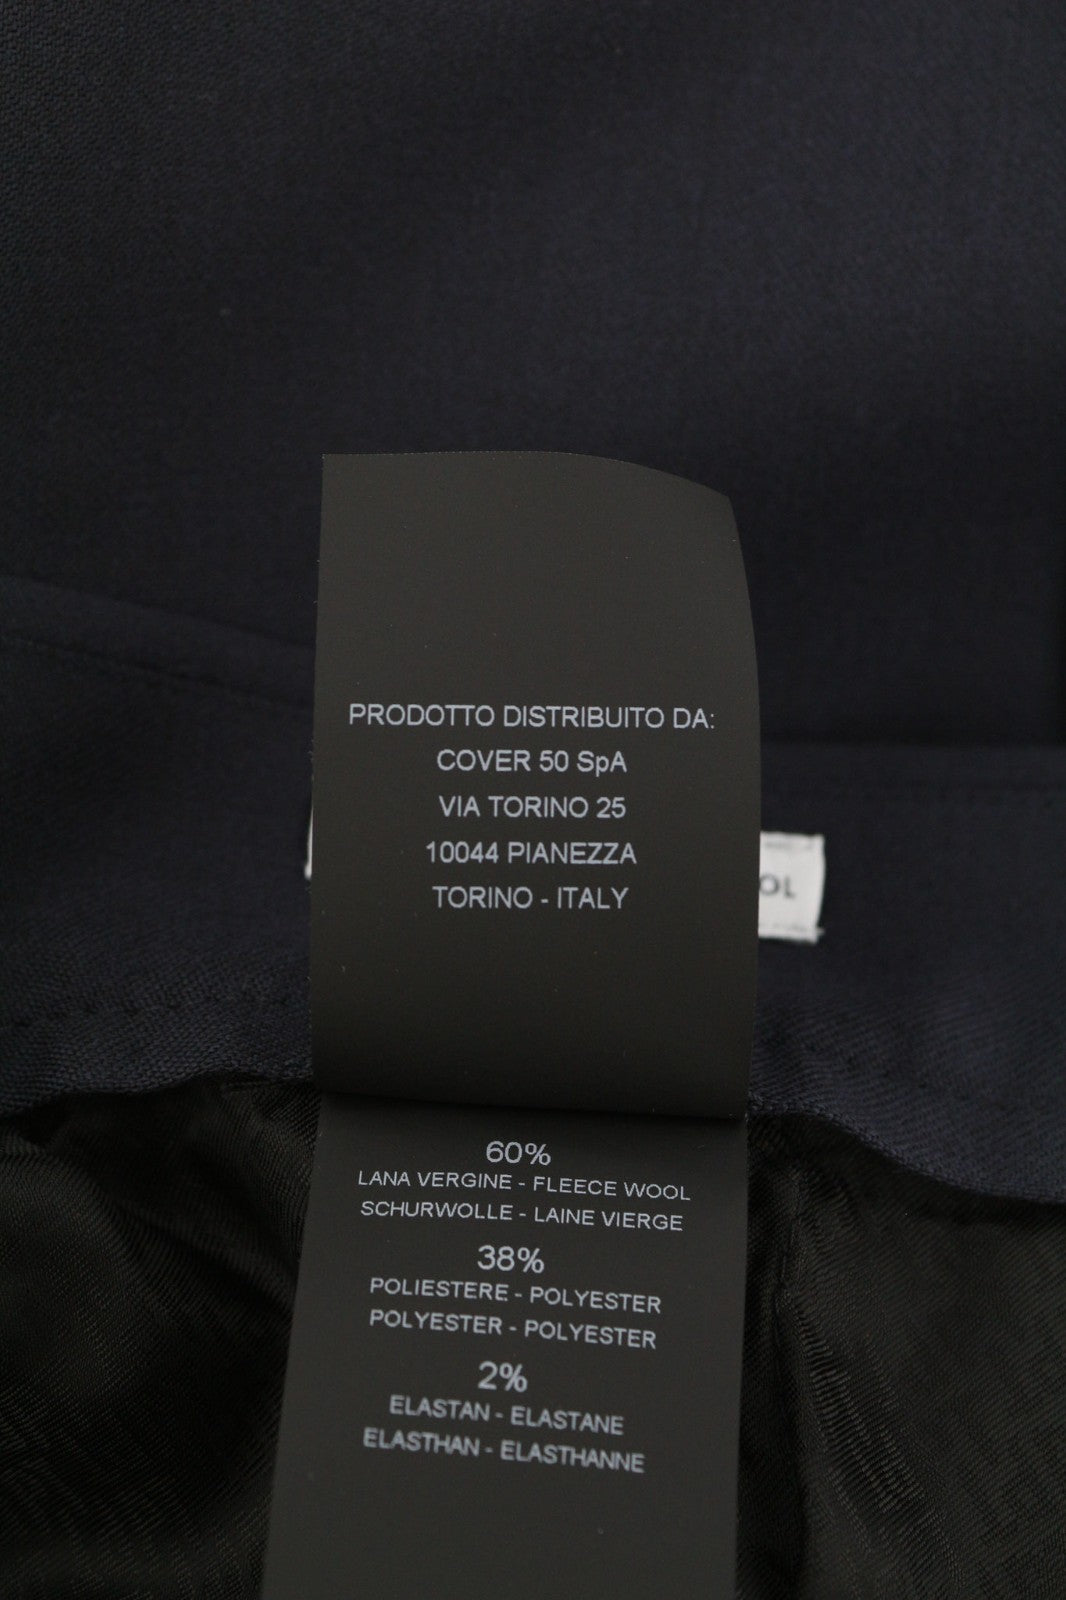 PRODOTTO DISTRIBUITO DA:
COVER 50 SpA
VIA TORINO 25
10044 PIANEZZA
TORINO - ITALY
OL
60%
LANA VERGINE - FLEECE WOOL
SCHURWOLLE - LAINE VIERGE
38%
POLIESTERE - POLYESTER
POLYESTER - POLYESTER
2%
ELASTAN - ELASTANE
ELASTHAN - ELASTHANNE